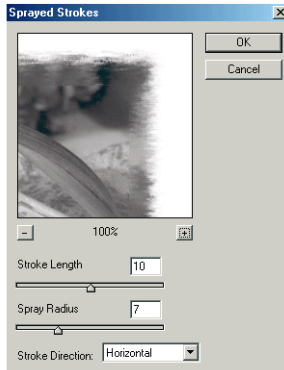 Sprayed Strokes
OK
Cancel
100%
Stroke Length 10
Spray Radius 7
Stroke Direction: Horizontal